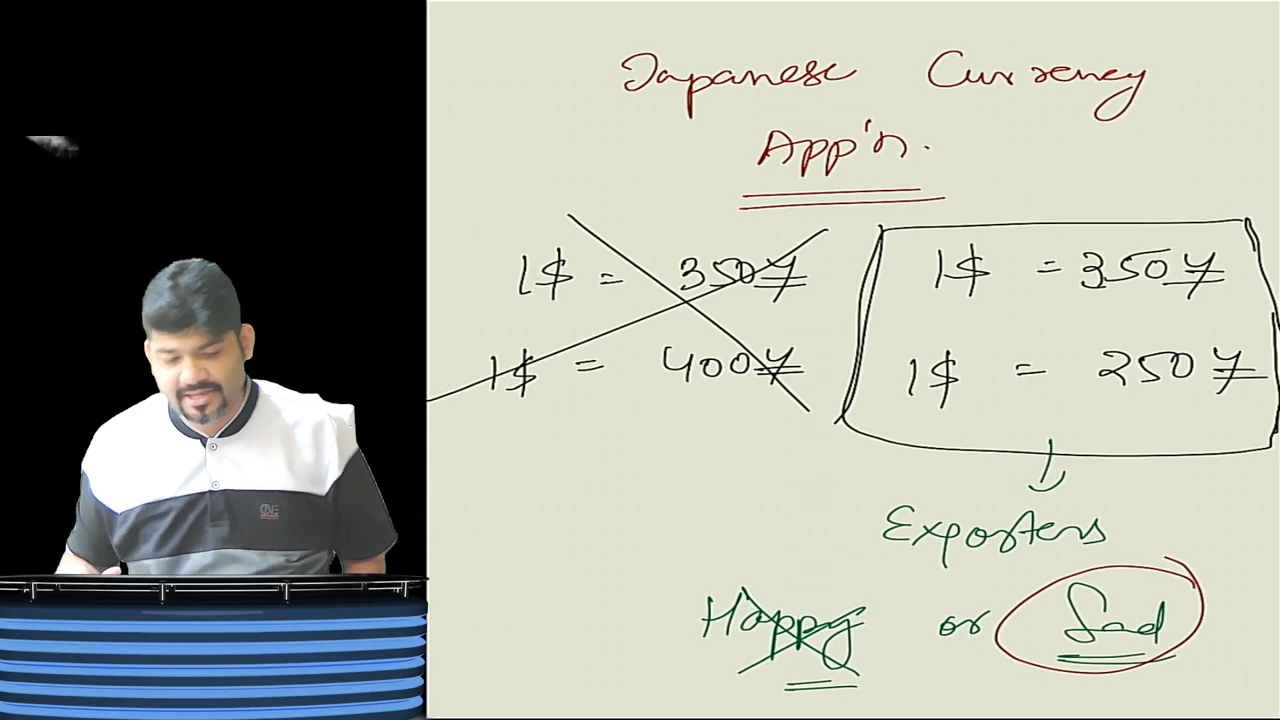 Japanese Currency
App'n.
1$ = 350¥
1$ = 400¥
1$ = 350¥
1$ = 250¥
Exporters
Happy or Sad